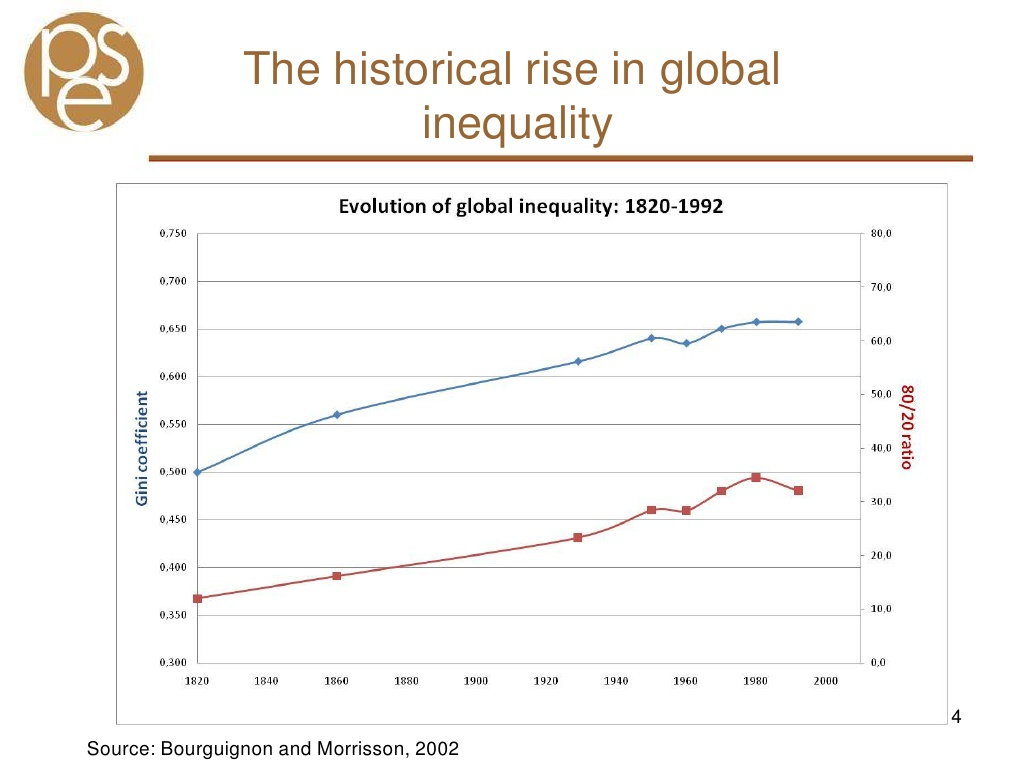 pse
The historical rise in global
inequality
Evolution of global inequality: 1820-1992
0,750
0,700
0,650
0,600
0,550
0,500
0,450
0,400
0,350
0,300
Gini coefficient
80,0
70,0
60,0
50,0
40,0
30,0
20,0
10,0
0,0
80/20 ratio
1820 1840 1860 1880 1900 1920 1940 1960 1980 2000
4
Source: Bourguignon and Morrisson, 2002